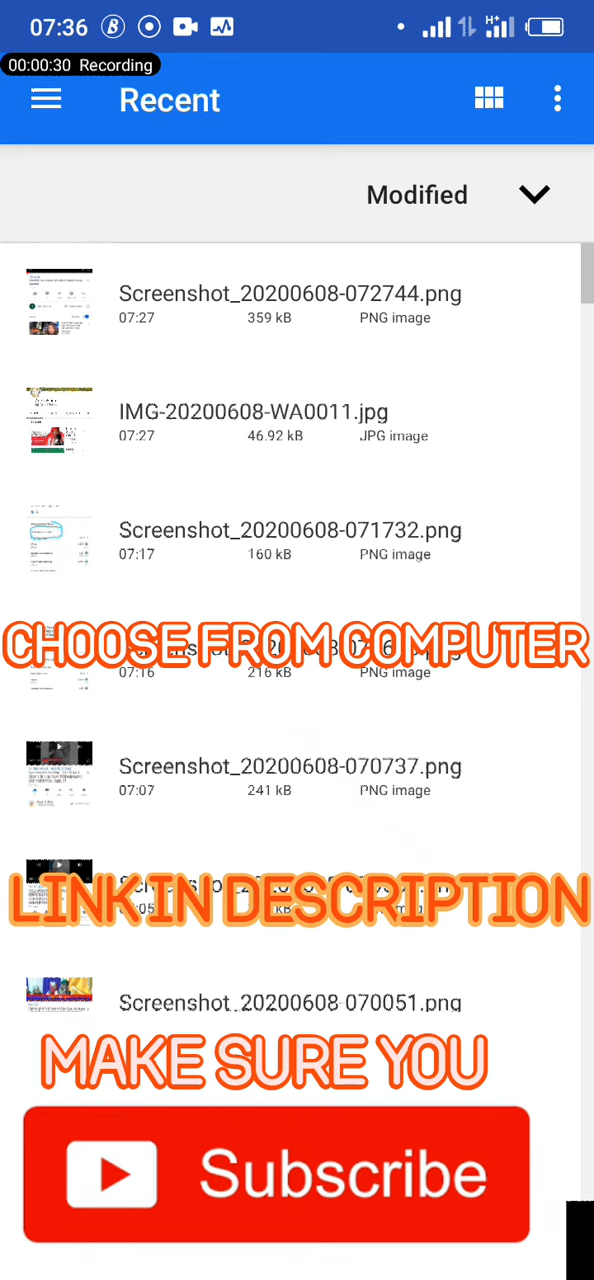 07:36
00:00:30 Recording
Recent
Modified
Screenshot_20200608-072744.png
07:27 359 kB PNG image
IMG-20200608-WA0011.jpg
07:27 46.92 kB JPG image
Screenshot_20200608-071732.png
07:17 160 kB PNG image
CHOOSE FROM COMPUTER
07:16 216 kB PNG image
Screenshot_20200608-070737.png
07:07 241 kB PNG image
LINK IN DESCRIPTION
Screenshot_20200608-070051.png
MAKE SURE YOU
Subscribe